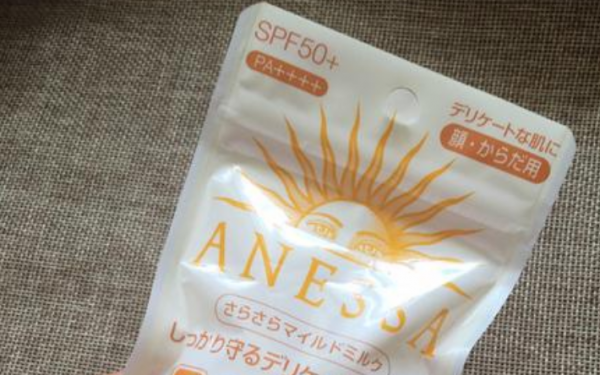 SPF50+
PA++++
デリケートな肌に
顔・からだ用
ANESSA
さらさらマイルドミルク
しっかり守るデリケ